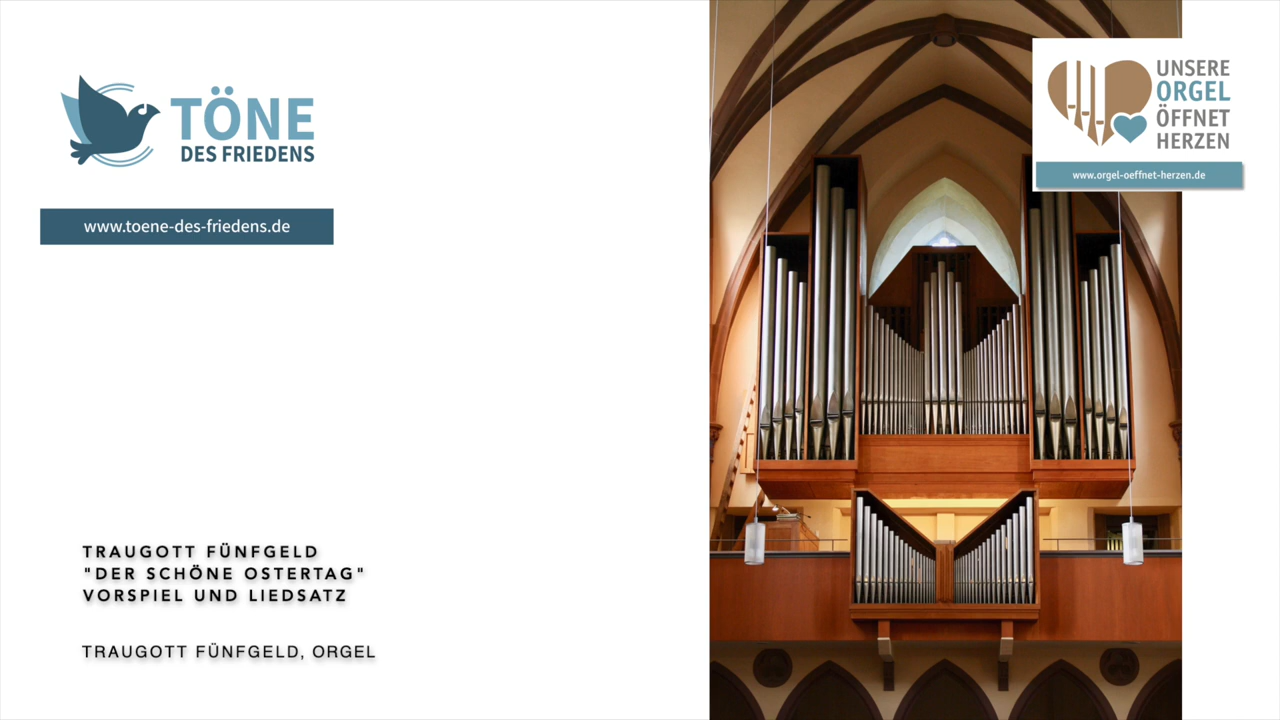 TÖNE
DES FRIEDENS
www.toene-des-friedens.de
UNSERE
ORGEL
ÖFFNET
HERZEN
www.orgel-oeffnet-herzen.de
TRAUGOTT FÜNFGELD
"DER SCHÖNE OSTERTAG"
VORSPIEL UND LIEDSATZ
TRAUGOTT FÜNFGELD, ORGEL